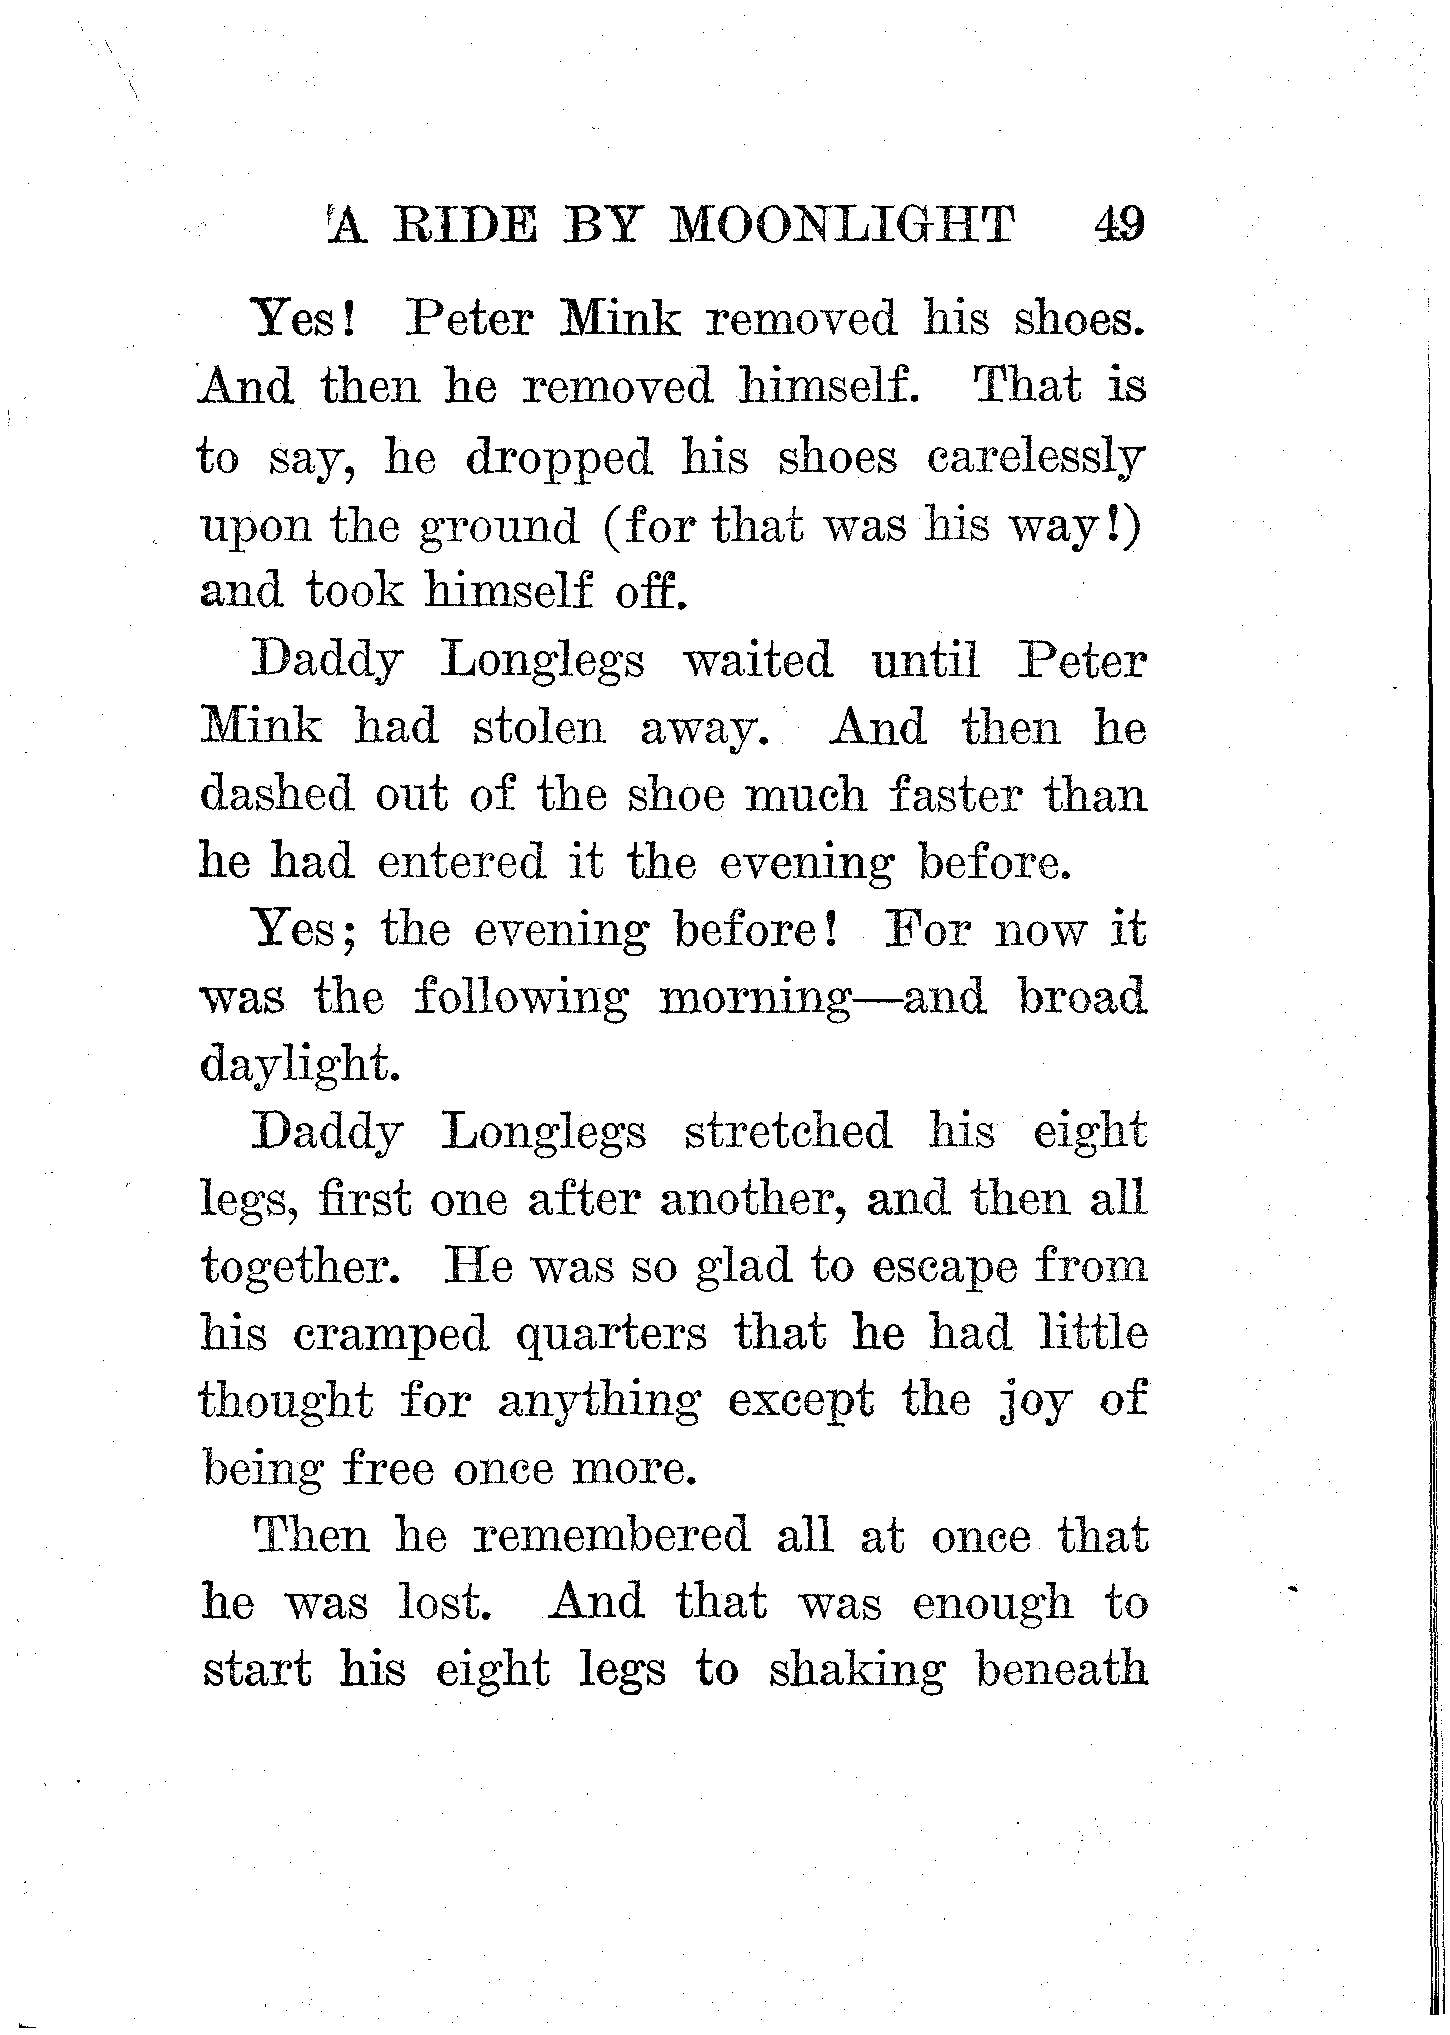 A RIDE BY MOONLIGHT 49
Yes! Peter Mink removed his shoes.
And then he removed himself. That is
to say, he dropped his shoes carelessly
upon the ground (for that was his way!)
and took himself off.
Daddy Longlegs waited until Peter
Mink had stolen away. And then he
dashed out of the shoe much faster than
he had entered it the evening before.
Yes; the evening before! For now it
was the following morning—and broad
daylight.
Daddy Longlegs stretched his eight
legs, first one after another, and then all
together. He was so glad to escape from
his cramped quarters that he had little
thought for anything except the joy of
being free once more.
Then he remembered all at once that
he was lost. And that was enough to
start his eight legs to shaking beneath